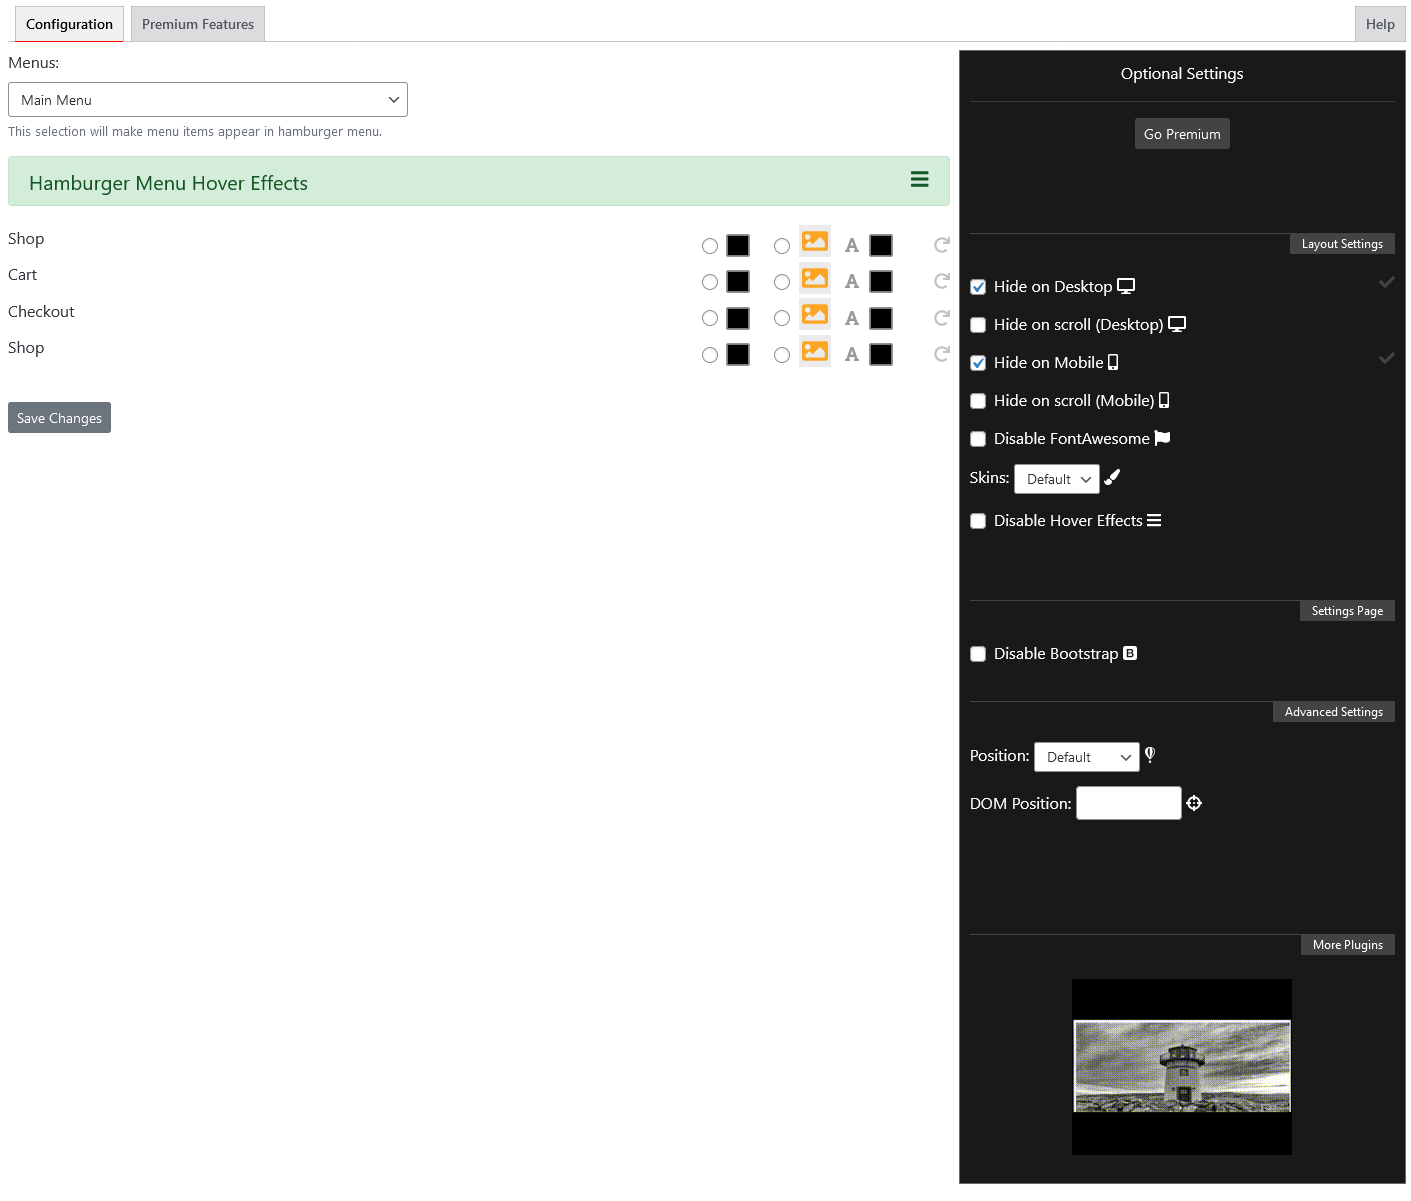 Configuration
Premium Features
Help
Menus:
Main Menu
This selection will make menu items appear in hamburger menu.
Hamburger Menu Hover Effects
Shop
A
Cart
A
Checkout
A
Shop
A
Save Changes
Optional Settings
Go Premium
Layout Settings
Hide on Desktop
Hide on scroll (Desktop)
Hide on Mobile
Hide on scroll (Mobile)
Disable FontAwesome
Skins: Default
Disable Hover Effects
Settings Page
Disable Bootstrap B
Advanced Settings
Position: Default
DOM Position:
More Plugins